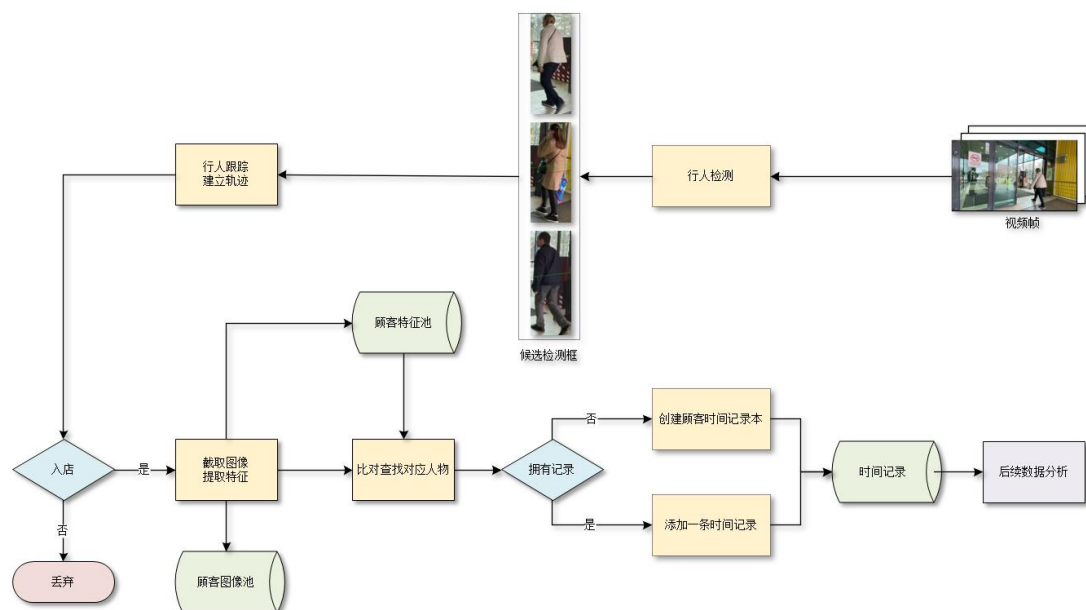 行人跟踪
建立轨迹
行人检测
视频帧
候选检测框
顾客特征池
入店
是
截取图像
提取特征
比对查找对应人物
拥有记录
否
创建顾客时间记录本
是
添加一条时间记录
时间记录
后续数据分析
否
丢弃
顾客图像池